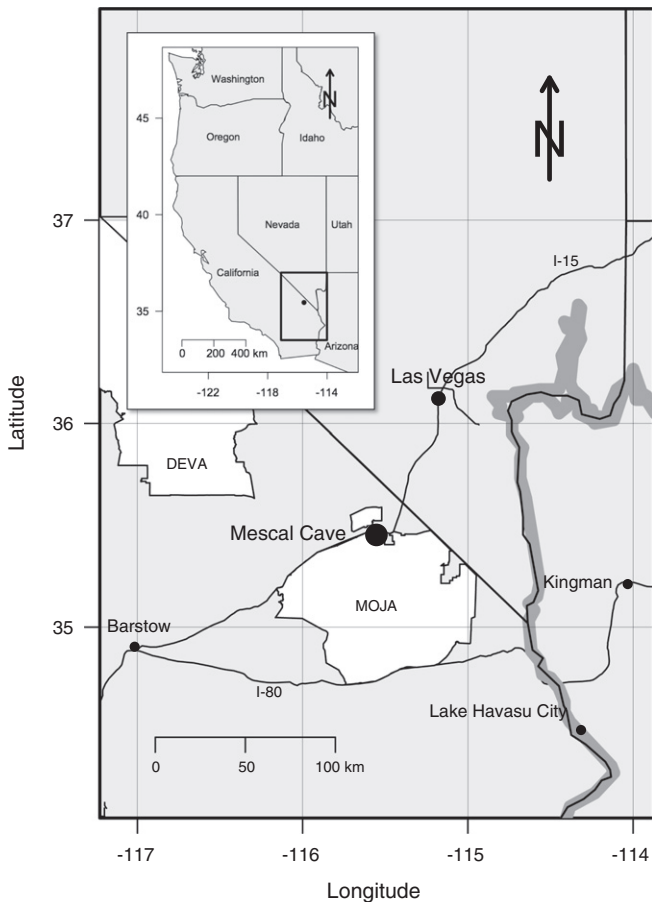 Washington
N
45
Oregon
Idaho
N
40
37
Nevada
Utah
I-15
California
35
Arizona
0 200 400 km
-122 -118 -114
Las Vegas
36
Latitude
DEVA
Mescal Cave
Kingman
MOJA
Barstow
35
I-80
Lake Havasu City
0 50 100 km
-117 -116 -115 -114
Longitude